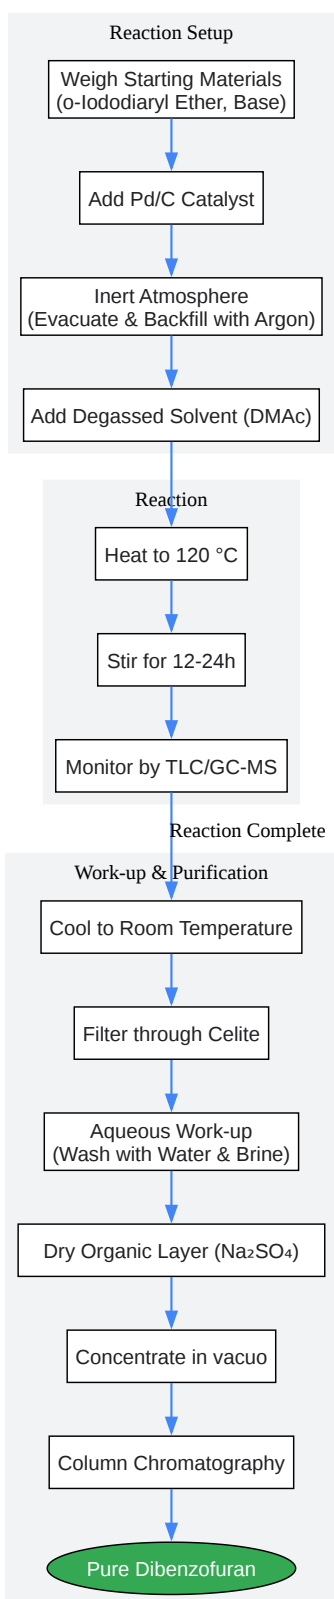 Reaction Setup
Weigh Starting Materials
(o-Iododiaryl Ether, Base)
Add Pd/C Catalyst
Inert Atmosphere
(Evacuate & Backfill with Argon)
Add Degassed Solvent (DMAc)
Reaction
Heat to 120 °C
Stir for 12-24h
Monitor by TLC/GC-MS
Reaction Complete
Work-up & Purification
Cool to Room Temperature
Filter through Celite
Aqueous Work-up
(Wash with Water & Brine)
Dry Organic Layer (Na₂SO₄)
Concentrate in vacuo
Column Chromatography
Pure Dibenzofuran